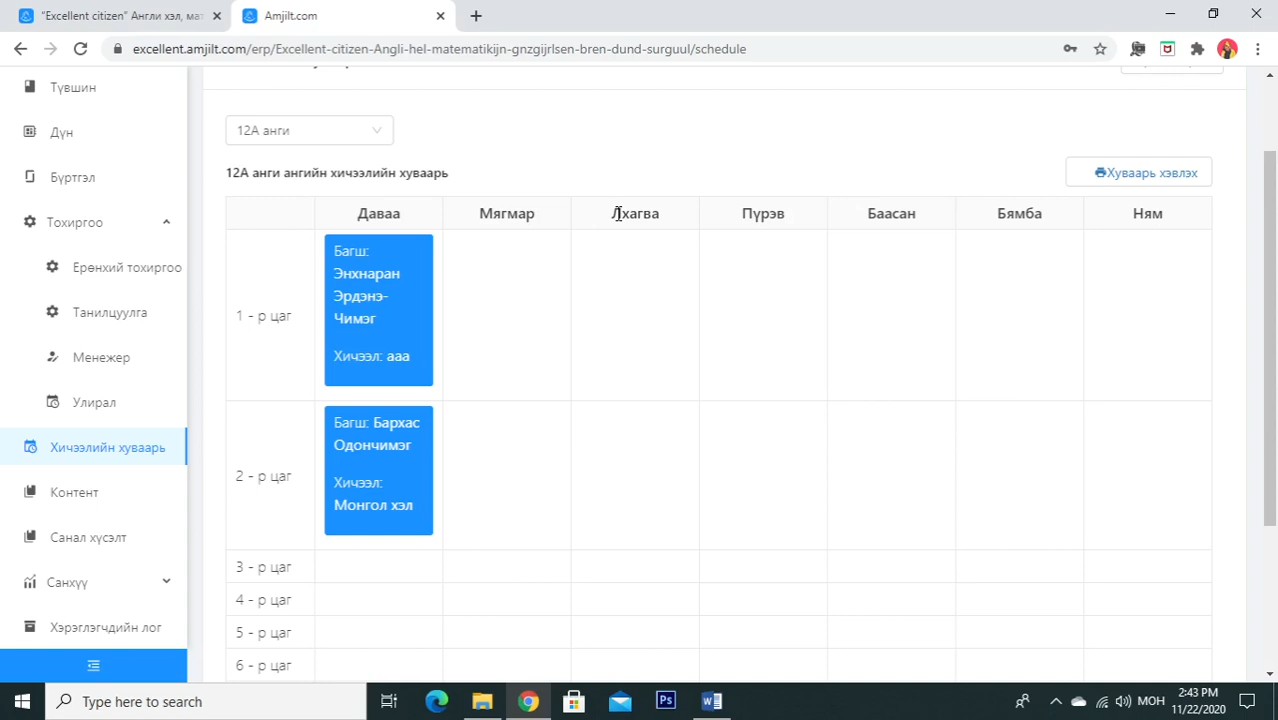 "Excellent citizen" Англи хэл, мат
Amjilt.com
excellent.amjilt.com/erp/Excellent-citizen-Angli-hel-matematikijn-gnzgijrlsen-bren-dund-surguul/schedule
Түвшин
Дүн
Бүртгэл
Тохиргоо
Ерөнхий тохиргоо
Танилцуулга
Менежер
Улирал
Хичээлийн хуваарь
Контент
Санал хүсэлт
Санхүү
Хэрэглэгчдийн лог
12А анги
12А анги ангийн хичээлийн хуваарь
Хуваарь хэвлэх
Даваа Мягмар Лхагва Пүрэв Баасан Бямба Ням
1 - р цаг
Багш:
Энхнаран
Эрдэнэ-
Чимэг
Хичээл: ааа
2 - р цаг
Багш: Бархас
Одончимэг
Хичээл:
Монгол хэл
3 - р цаг
4 - р цаг
5 - р цаг
6 - р цаг
Type here to search
Ps
W
МОН
2:43 PM
11/22/2020